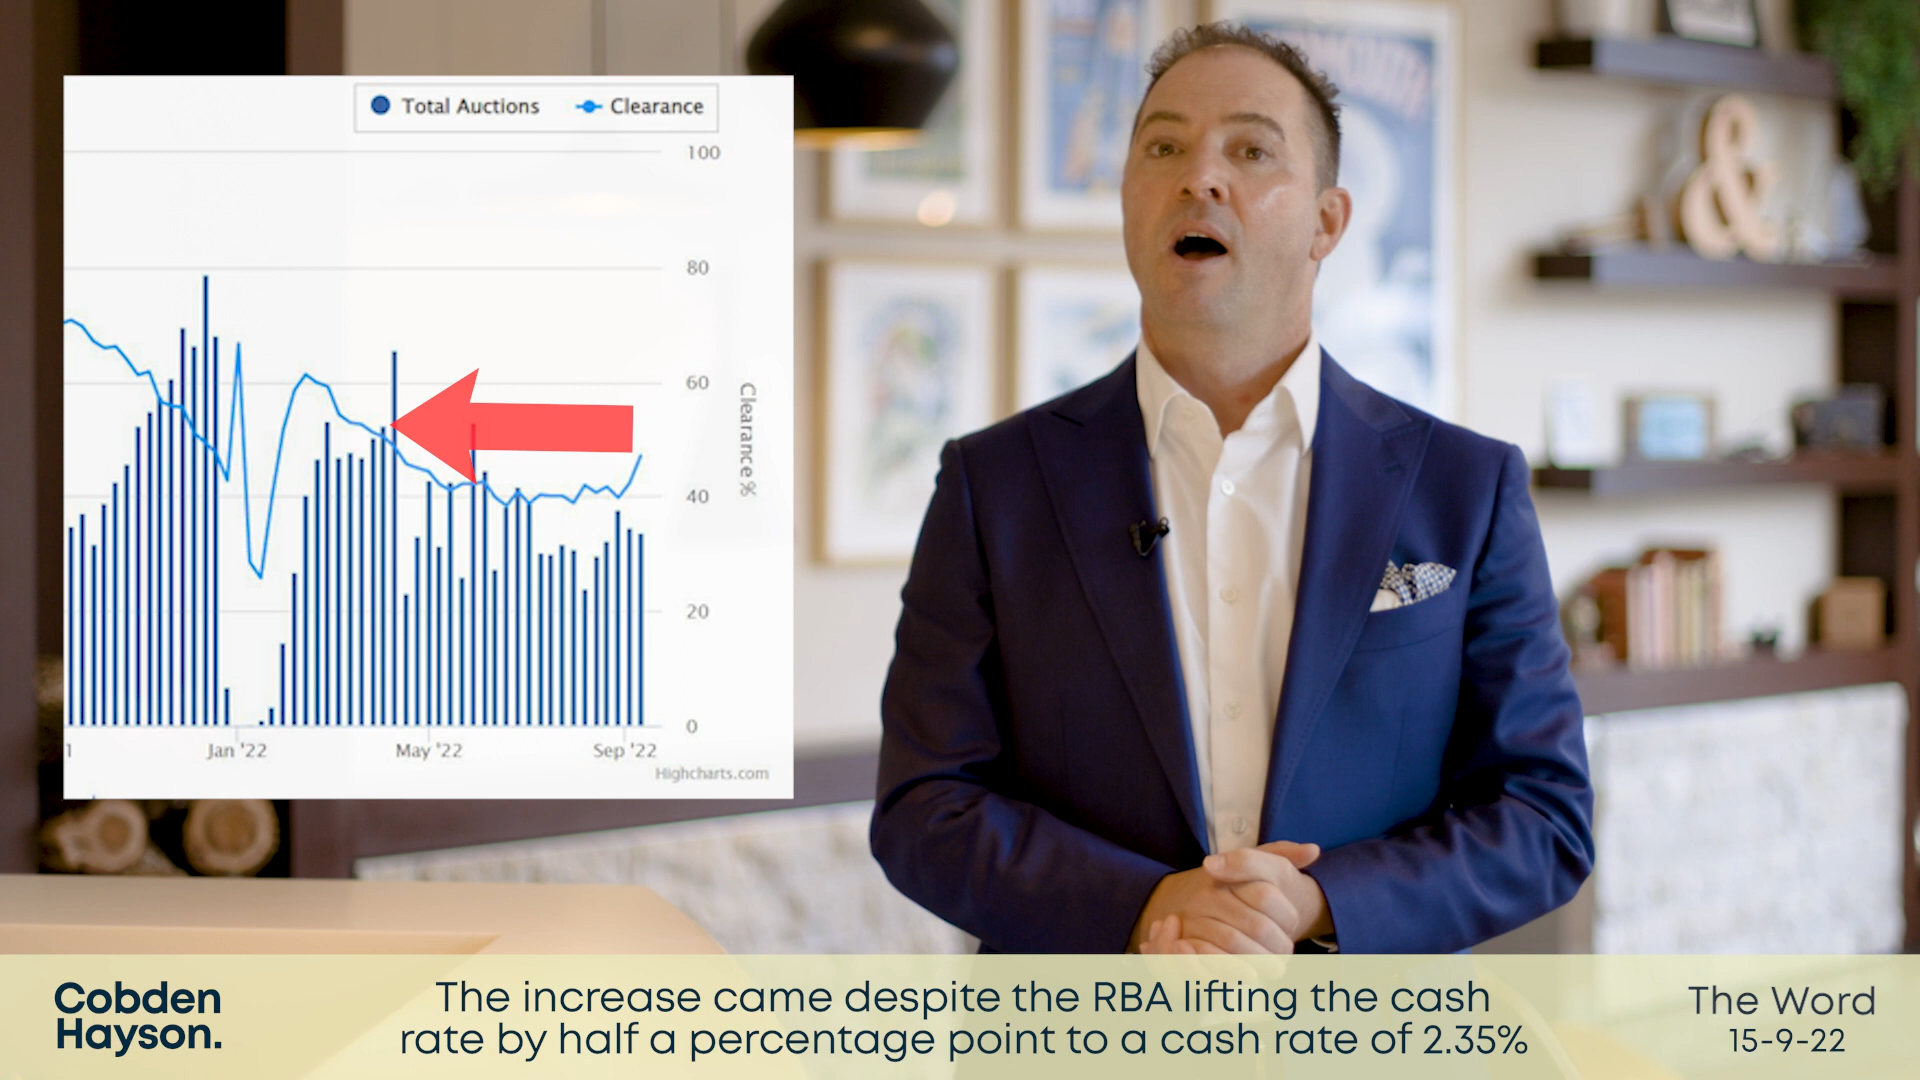 Total Auctions
Clearance
100
80
60
40
20
0
Clearance %
1
Jan '22
May '22
Sep '22
Highcharts.com
&
Cobden
Hayson.
The increase came despite the RBA lifting the cash
rate by half a percentage point to a cash rate of 2.35%
The Word
15-9-22